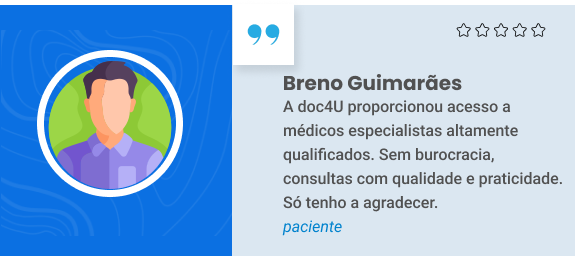 Breno Guimarães
A doc4U proporcionou acesso a
médicos especialistas altamente
qualificados. Sem burocracia,
consultas com qualidade e praticidade.
Só tenho a agradecer.
paciente